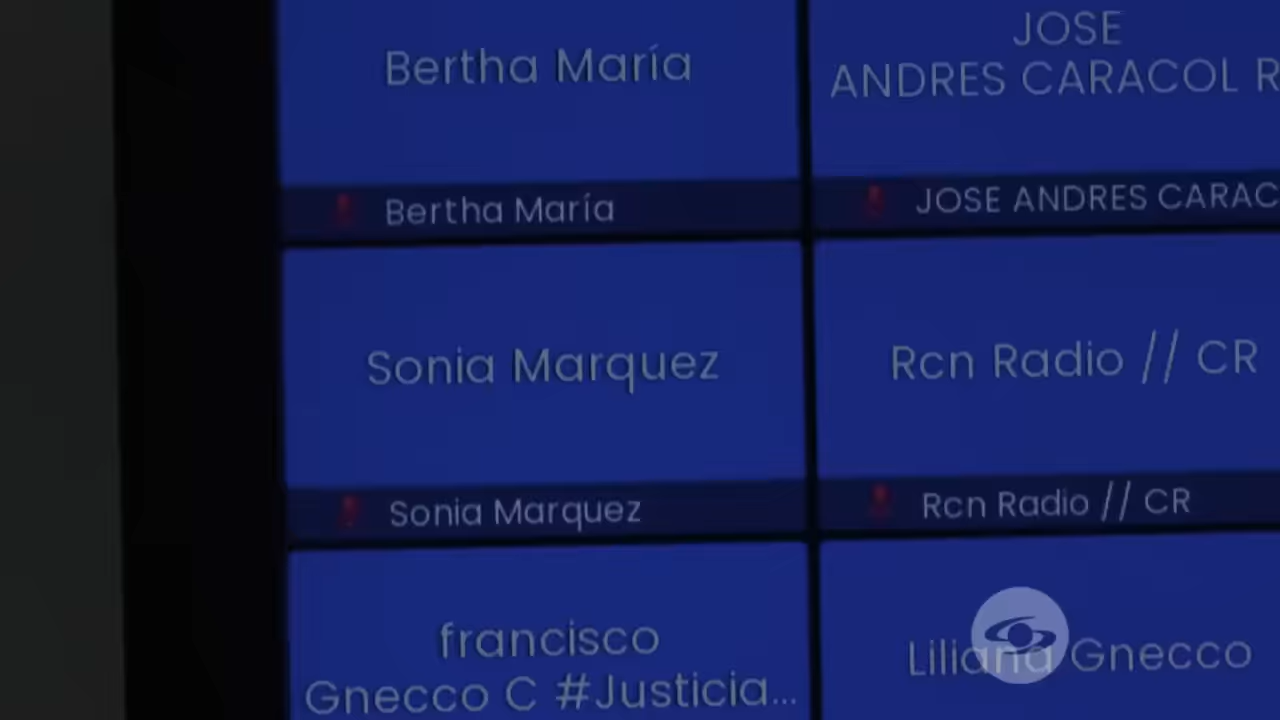 Bertha María
JOSE
ANDRES CARACOL R
Bertha María
JOSE ANDRES CARAC
Sonia Marquez
Rcn Radio // CR
Sonia Marquez
Rcn Radio // CR
francisco
Gnecco C #Justicia...
Liliana Gnecco